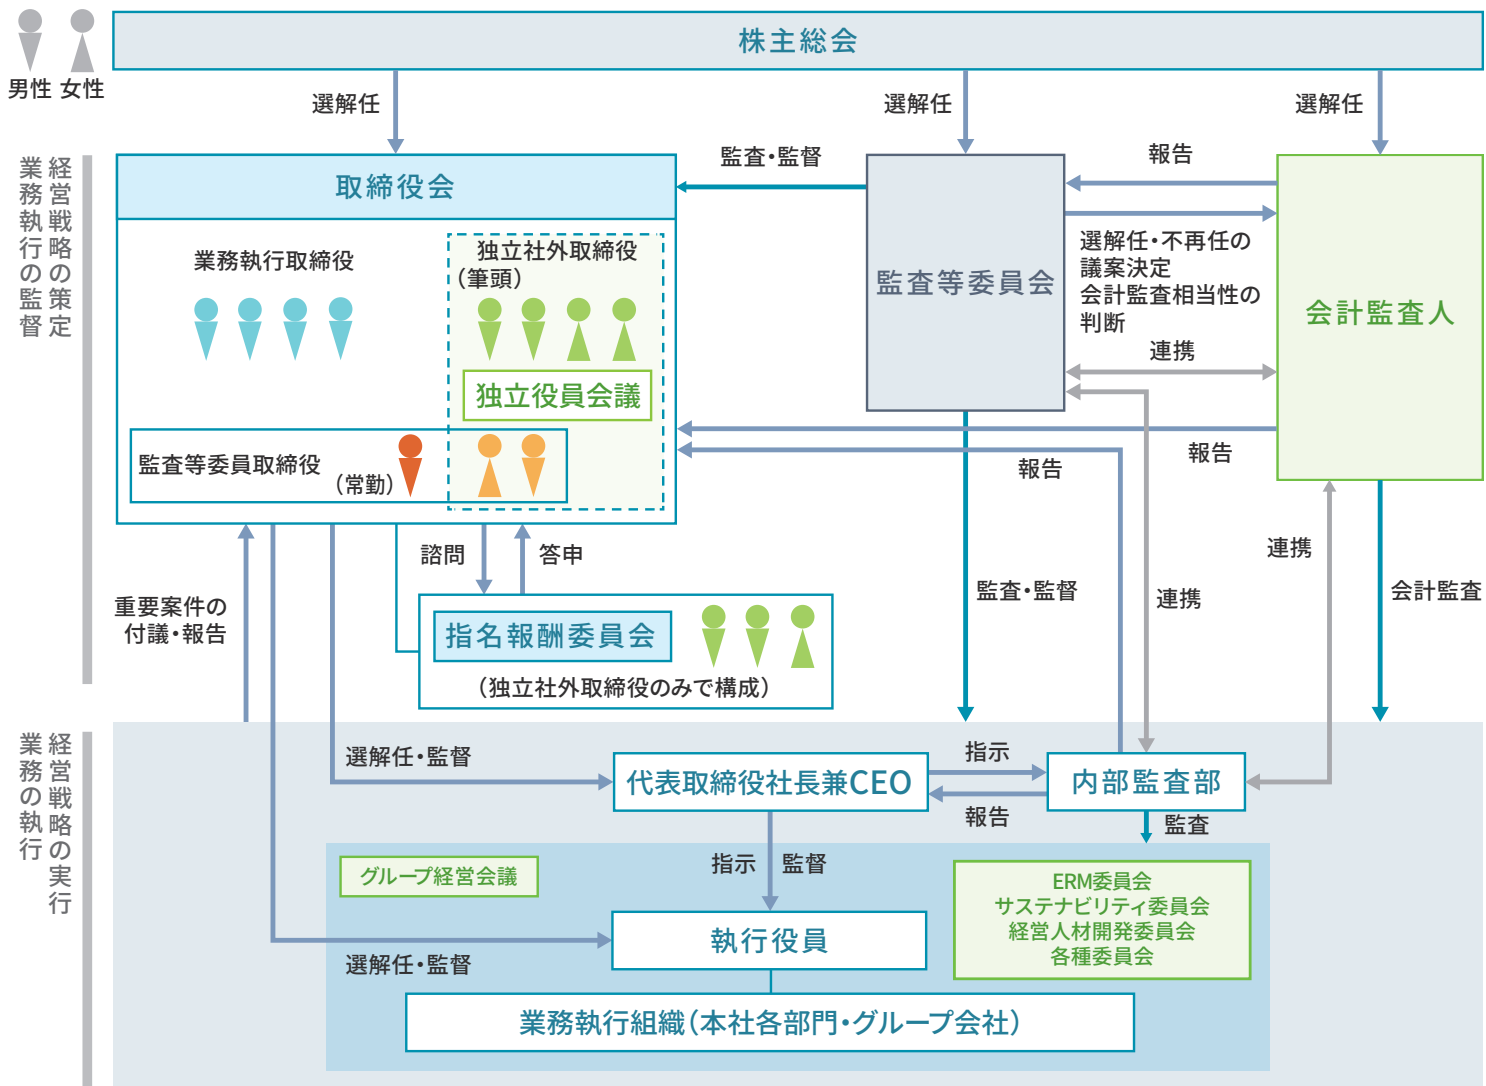 株主総会
男性
女性
選解任
選解任
選解任
経営戦略の策定
業務執行の監督
取締役会
監査・監督
報告
業務執行取締役
独立社外取締役
（筆頭）
監査等委員会
選解任・不再任の
議案決定
会計監査相当性の
判断
会計監査人
連携
独立役員会議
監査等委員取締役
（常勤）
報告
報告
諮問
答申
連携
重要案件の
付議・報告
指名報酬委員会
（独立社外取締役のみで構成）
監査・監督
連携
会計監査
経営戦略の実行
業務の執行
選解任・監督
代表取締役社長兼CEO
指示
報告
内部監査部
監査
グループ経営会議
指示
監督
ERM委員会
サステナビリティ委員会
経営人材開発委員会
各種委員会
執行役員
選解任・監督
業務執行組織（本社各部門・グループ会社）